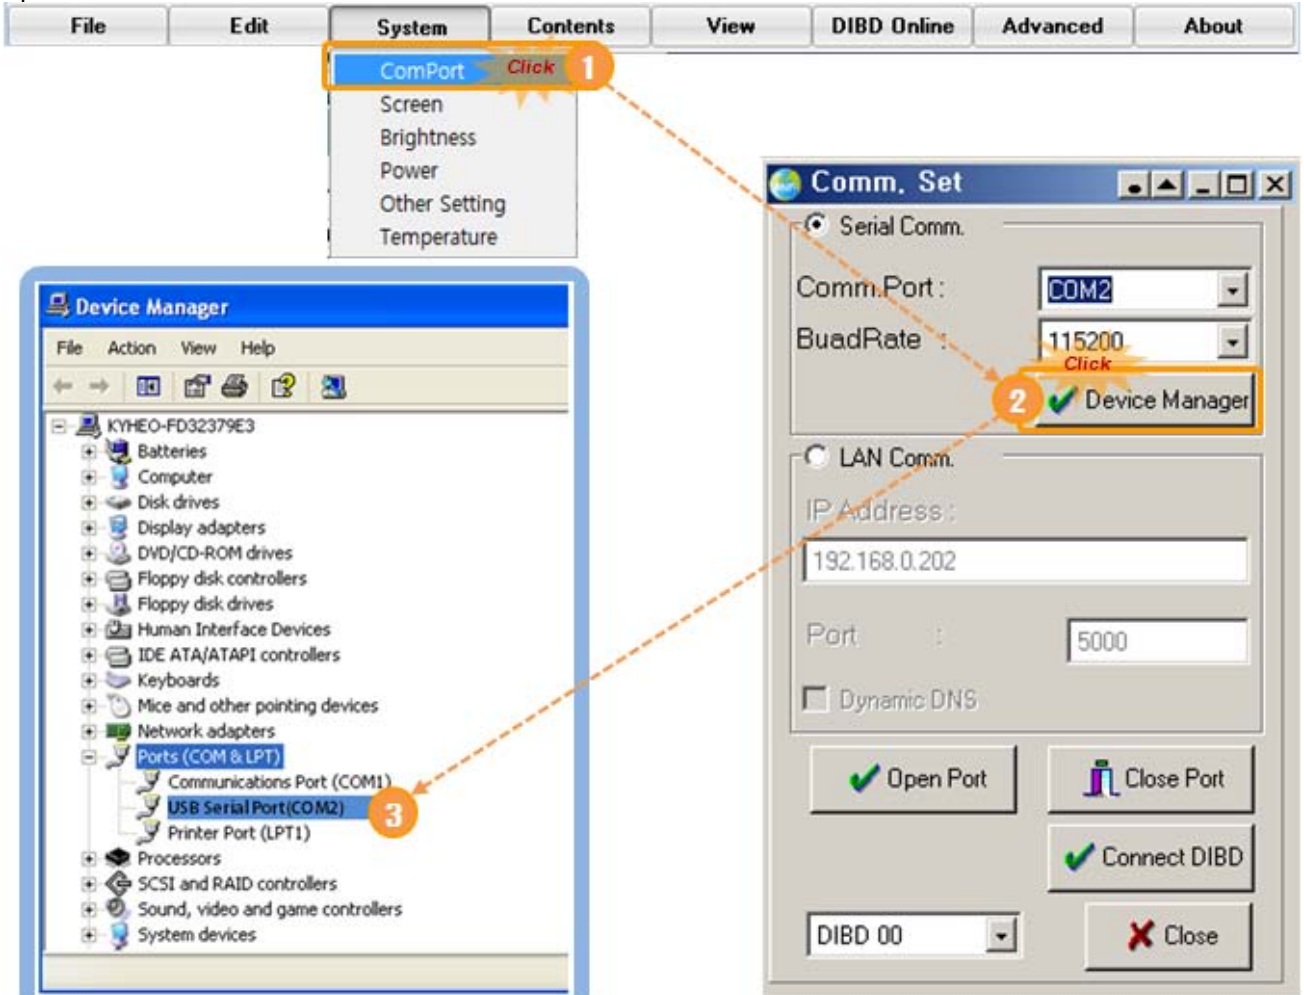 File Edit System Contents View DIBD Online Advanced About
ComPort Click 1
Screen
Brightness
Power
Other Setting
Temperature
Comm. Set
Serial Comm.
Comm.Port : COM2
BuadRate : 115200
Click
2 Device Manager
LAN Comm.
IP Address :
192.168.0.202
Port : 5000
Dynamic DNS
Open Port Close Port
Connect DIBD
DIBD 00 Close
Device Manager
File Action View Help
KYHEO-FD32379E3
Batteries
Computer
Disk drives
Display adapters
DVD/CD-ROM drives
Floppy disk controllers
Floppy disk drives
Human Interface Devices
IDE ATA/ATAPI controllers
Keyboards
Mice and other pointing devices
Network adapters
Ports (COM & LPT)
Communications Port (COM1)
USB Serial Port(COM2) 3
Printer Port (LPT1)
Processors
SCSI and RAID controllers
Sound, video and game controllers
System devices